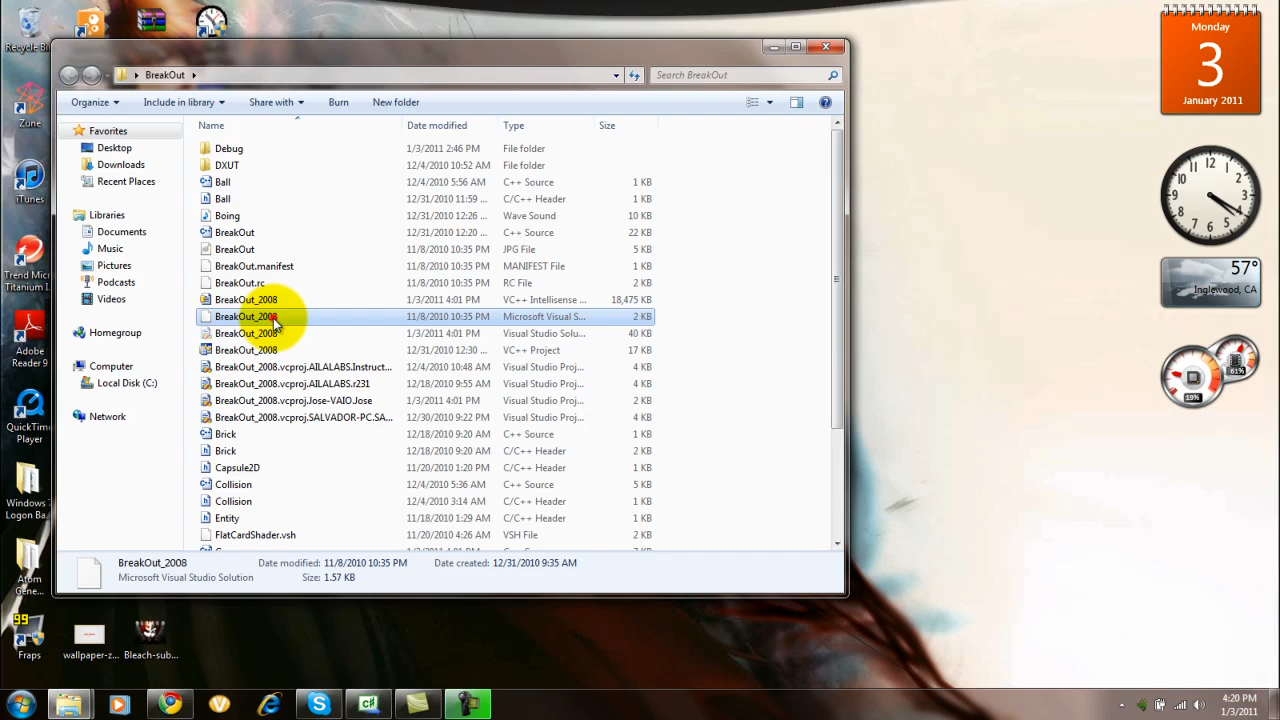 Recycle Bi
Zune
iTunes
Trend Micr
Titanium I...
Adobe
Reader 9
QuickTime
Player
Windows 7
Logon Ba...
Atom
Gene...
99
Fraps
wallpaper-z...
Bleach-sub...
BreakOut
Search BreakOut
Organize Include in library Share with Burn New folder
Favorites
Desktop
Downloads
Recent Places
Libraries
Documents
Music
Pictures
Podcasts
Videos
Homegroup
Computer
Local Disk (C:)
Network
Name Date modified Type Size
Debug 1/3/2011 2:46 PM File folder
DXUT 12/4/2010 10:52 AM File folder
Ball 12/4/2010 5:56 AM C++ Source 1 KB
Ball 12/31/2010 11:59 ... C/C++ Header 1 KB
Boing 12/31/2010 12:26 ... Wave Sound 10 KB
BreakOut 12/31/2010 12:20 ... C++ Source 22 KB
BreakOut 11/8/2010 10:35 PM JPG File 5 KB
BreakOut.manifest 11/8/2010 10:35 PM MANIFEST File 2 KB
BreakOut.rc 11/8/2010 10:35 PM RC File 2 KB
BreakOut_2008 1/3/2011 4:01 PM VC++ Intellisense ... 18,475 KB
BreakOut_2008 11/8/2010 10:35 PM Microsoft Visual S... 2 KB
BreakOut_2008 1/3/2011 4:01 PM Visual Studio Solu... 40 KB
BreakOut_2008 12/31/2010 12:30 ... VC++ Project 17 KB
BreakOut_2008.vcproj.AILALABS.Instruct... 12/4/2010 10:48 AM Visual Studio Proj... 4 KB
BreakOut_2008.vcproj.AILALABS.r231 12/18/2010 9:55 AM Visual Studio Proj... 4 KB
BreakOut_2008.vcproj.Jose-VAIO.Jose 1/3/2011 4:01 PM Visual Studio Proj... 4 KB
BreakOut_2008.vcproj.SALVADOR-PC.SA... 12/30/2010 9:22 PM Visual Studio Proj... 4 KB
Brick 12/18/2010 9:20 AM C++ Source 1 KB
Brick 12/18/2010 9:20 AM C/C++ Header 2 KB
Capsule2D 11/20/2010 1:20 PM C/C++ Header 1 KB
Collision 12/4/2010 5:36 AM C++ Source 5 KB
Collision 12/4/2010 3:14 AM C/C++ Header 1 KB
Entity 11/18/2010 1:29 AM C/C++ Header 1 KB
FlatCardShader.vsh 11/20/2010 4:26 AM VSH File 2 KB
BreakOut_2008 Date modified: 11/8/2010 10:35 PM Date created: 12/31/2010 9:35 AM
Microsoft Visual Studio Solution Size: 1.57 KB
Monday
3
January 2011
12
1
2
3
4
5
6
7
8
9
10
11
57°
Inglewood, CA
61%
19%
4:20 PM
1/3/2011